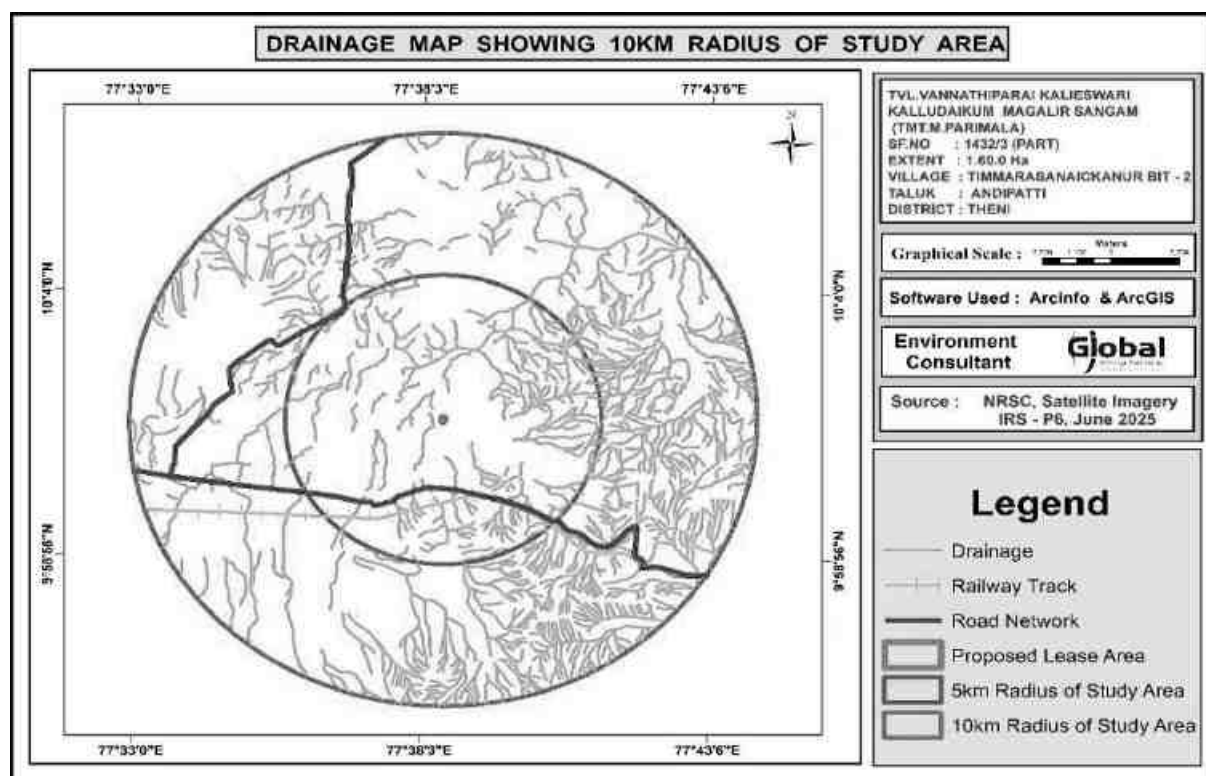 DRAINAGE MAP SHOWING 10KM RADIUS OF STUDY AREA
77°33'0"E
77°38'3"E
77°43'6"E
N
10°4'0"N
10°4'0"N
9°58'56"N
9°58'56"N
77°33'0"E
77°38'3"E
77°43'6"E
TVL.VANNATHIPARAI KALIESWARI
KALLUDAIKUM MAGALIR SANGAM
(TMT.M.PARIMALA)
SF.NO : 1432/3 (PART)
EXTENT : 1.60.0 Ha
VILLAGE : TIMMARASANAICKANUR BIT - 2
TALUK : ANDIPATTI
DISTRICT : THENI
Meters
Graphical Scale :
Software Used : ArcInfo & ArcGIS
Environment
Consultant
Global
Source : NRSC, Satellite Imagery
IRS - P6, June 2025
Legend
Drainage
Railway Track
Road Network
Proposed Lease Area
5km Radius of Study Area
10km Radius of Study Area